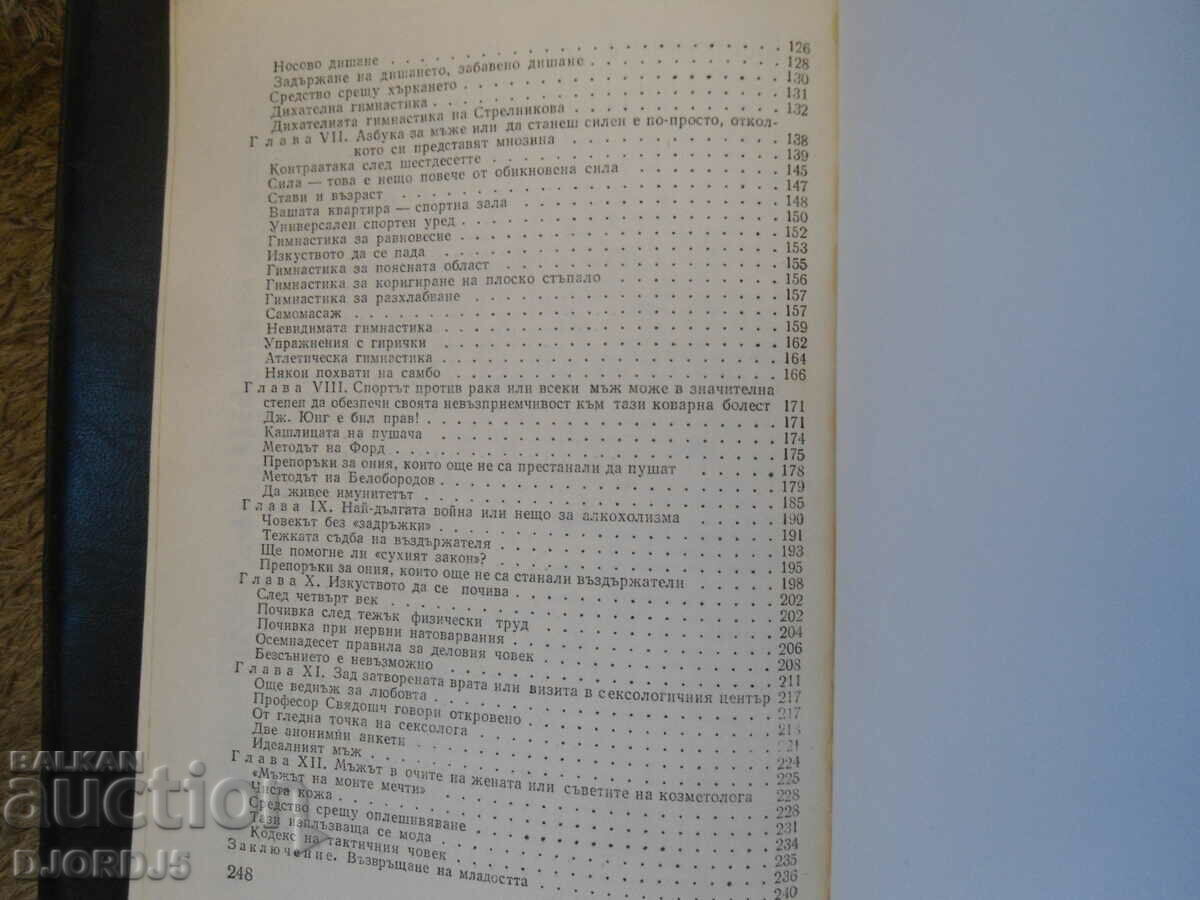 Носово дишане . . . 126
Задържане на дишането, забавено дишане . . . 128
Средство срещу хъркането . . . 130
Дихателна гимнастика . . . 131
Дихателната гимнастика на Стрелникова . . . 132
Глава VII. Азбука за мъже или да станеш силен е по-просто, откол-
кото си представят мнозина . . . 138
Контраатака след шестдесетте . . . 139
Сила — това е нещо повече от обикновена сила . . . 145
Стави и възраст . . . 147
Вашата квартира — спортна зала . . . 148
Универсален спортен уред . . . 150
Гимнастика за равновесие . . . 152
Изкуството да се пада . . . 153
Гимнастика за поясната област . . . 155
Гимнастика за коригиране на плоско стъпало . . . 156
Гимнастика за разхлабване . . . 157
Самомасаж . . . 157
Невидимата гимнастика . . . 159
Упражнения с гирички . . . 162
Атлетическа гимнастика . . . 164
Някои похвати на самбо . . . 166
Глава VIII. Спортът против рака или всеки мъж може в значителна
степен да обезпечи своята невъзприемчивост към тази коварна болест 171
Дж. Юнг е бил прав! . . . 171
Кашлицата на пушача . . . 174
Методът на Форд . . . 175
Препоръки за ония, които още не са престанали да пушат . . . 178
Методът на Белобородов . . . 179
Да живее имунитетът . . . 185
Глава IX. Най-дългата война или нещо за алкохолизма . . . 190
Човекът без «задръжки» . . . 191
Тежката съдба на въздържателя . . . 193
Ще помогне ли «сухият закон»? . . . 195
Препоръки за ония, които още не са станали въздържатели . . . 198
Глава X. Изкуството да се почива . . . 202
След четвърт век . . . 202
Почивка след тежък физически труд . . . 204
Почивка при нервни натоварвания . . . 206
Осемнадесет правила за деловия човек . . . 208
Безсънието е невъзможно . . . 211
Глава XI. Зад затворената врата или визита в сексологичния център 217
Още веднъж за любовта . . . 217
Професор Свядощ говори откровено . . . 218
От гледна точка на сексолога . . . 221
Две анонимни анкети . . . 224
Идеалният мъж . . . 225
Глава XII. Мъжът в очите на жената или съветите на козметолога 228
«Мъжът на моите мечти» . . . 228
Чиста кожа . . . 231
Средство срещу оплешивяване . . . 234
Тази изплъзваща се мода . . . 235
Кодекс на тактичния човек . . . 236
Заключение. Възвръщане на младостта . . . 240
248
BALKAN
auction
DJORDJ5